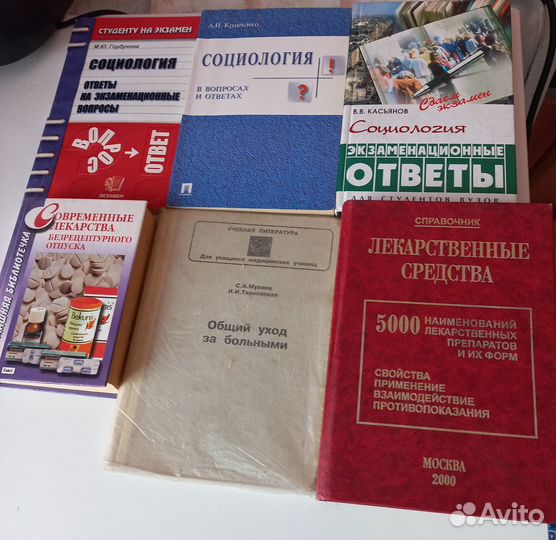 СТУДЕНТУ НА ЭКЗАМЕН
М.Ю. Горбунова
СОЦИОЛОГИЯ
ОТВЕТЫ
НА ЭКЗАМЕНАЦИОННЫЕ
ВОПРОСЫ
ВОПРОС
ОТВЕТ
ЭКЗАМЕН
А.И. Кравченко
СОЦИОЛОГИЯ
В ВОПРОСАХ
И ОТВЕТАХ
?
!
Сдаем
экзамен
В.В. КАСЬЯНОВ
Социология
ЭКЗАМЕНАЦИОННЫЕ
ОТВЕТЫ
ДЛЯ СТУДЕНТОВ ВУЗОВ
ДОМАШНЯЯ БИБЛИОТЕЧКА
СОВРЕМЕННЫЕ
ЛЕКАРСТВА
БЕЗРЕЦЕПТУРНОГО
ОТПУСКА
Bekunis
УЧЕБНАЯ ЛИТЕРАТУРА
Для учащихся медицинских училищ
С.А.Мухина
И.И.Тарновская
Общий уход
за больными
СПРАВОЧНИК
ЛЕКАРСТВЕННЫЕ
СРЕДСТВА
5000 НАИМЕНОВАНИЙ
ЛЕКАРСТВЕННЫХ
ПРЕПАРАТОВ
И ИХ ФОРМ
СВОЙСТВА
ПРИМЕНЕНИЕ
ВЗАИМОДЕЙСТВИЕ
ПРОТИВОПОКАЗАНИЯ
МОСКВА
2000
Avito